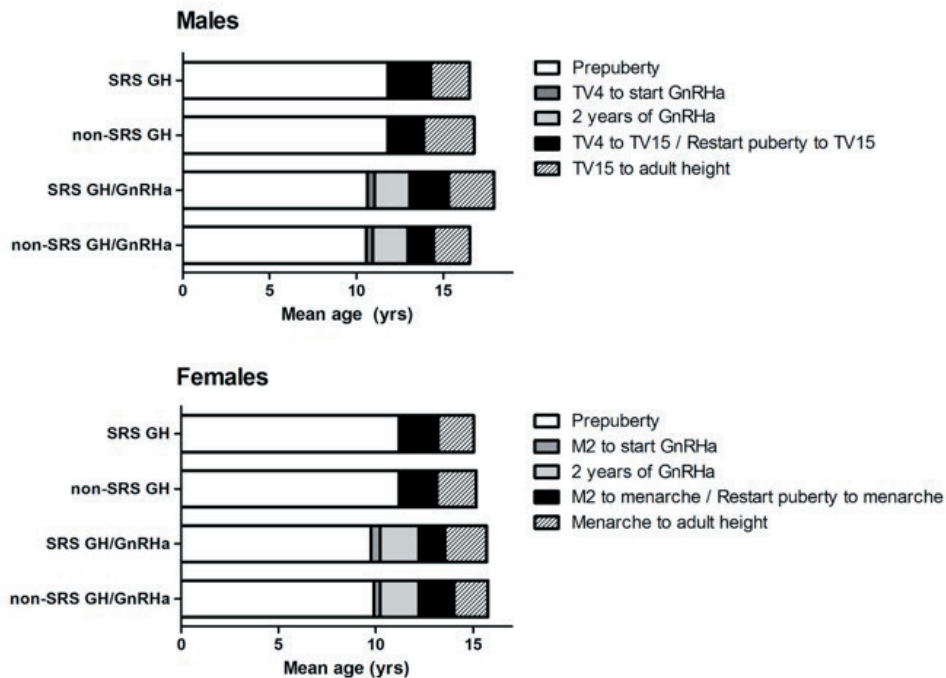 Males
SRS GH
non-SRS GH
SRS GH/GnRHa
non-SRS GH/GnRHa
0 5 10 15
Mean age (yrs)
Prepuberty
TV4 to start GnRHa
2 years of GnRHa
TV4 to TV15 / Restart puberty to TV15
TV15 to adult height
Females
SRS GH
non-SRS GH
SRS GH/GnRHa
non-SRS GH/GnRHa
0 5 10 15
Mean age (yrs)
Prepuberty
M2 to start GnRHa
2 years of GnRHa
M2 to menarche / Restart puberty to menarche
Menarche to adult height